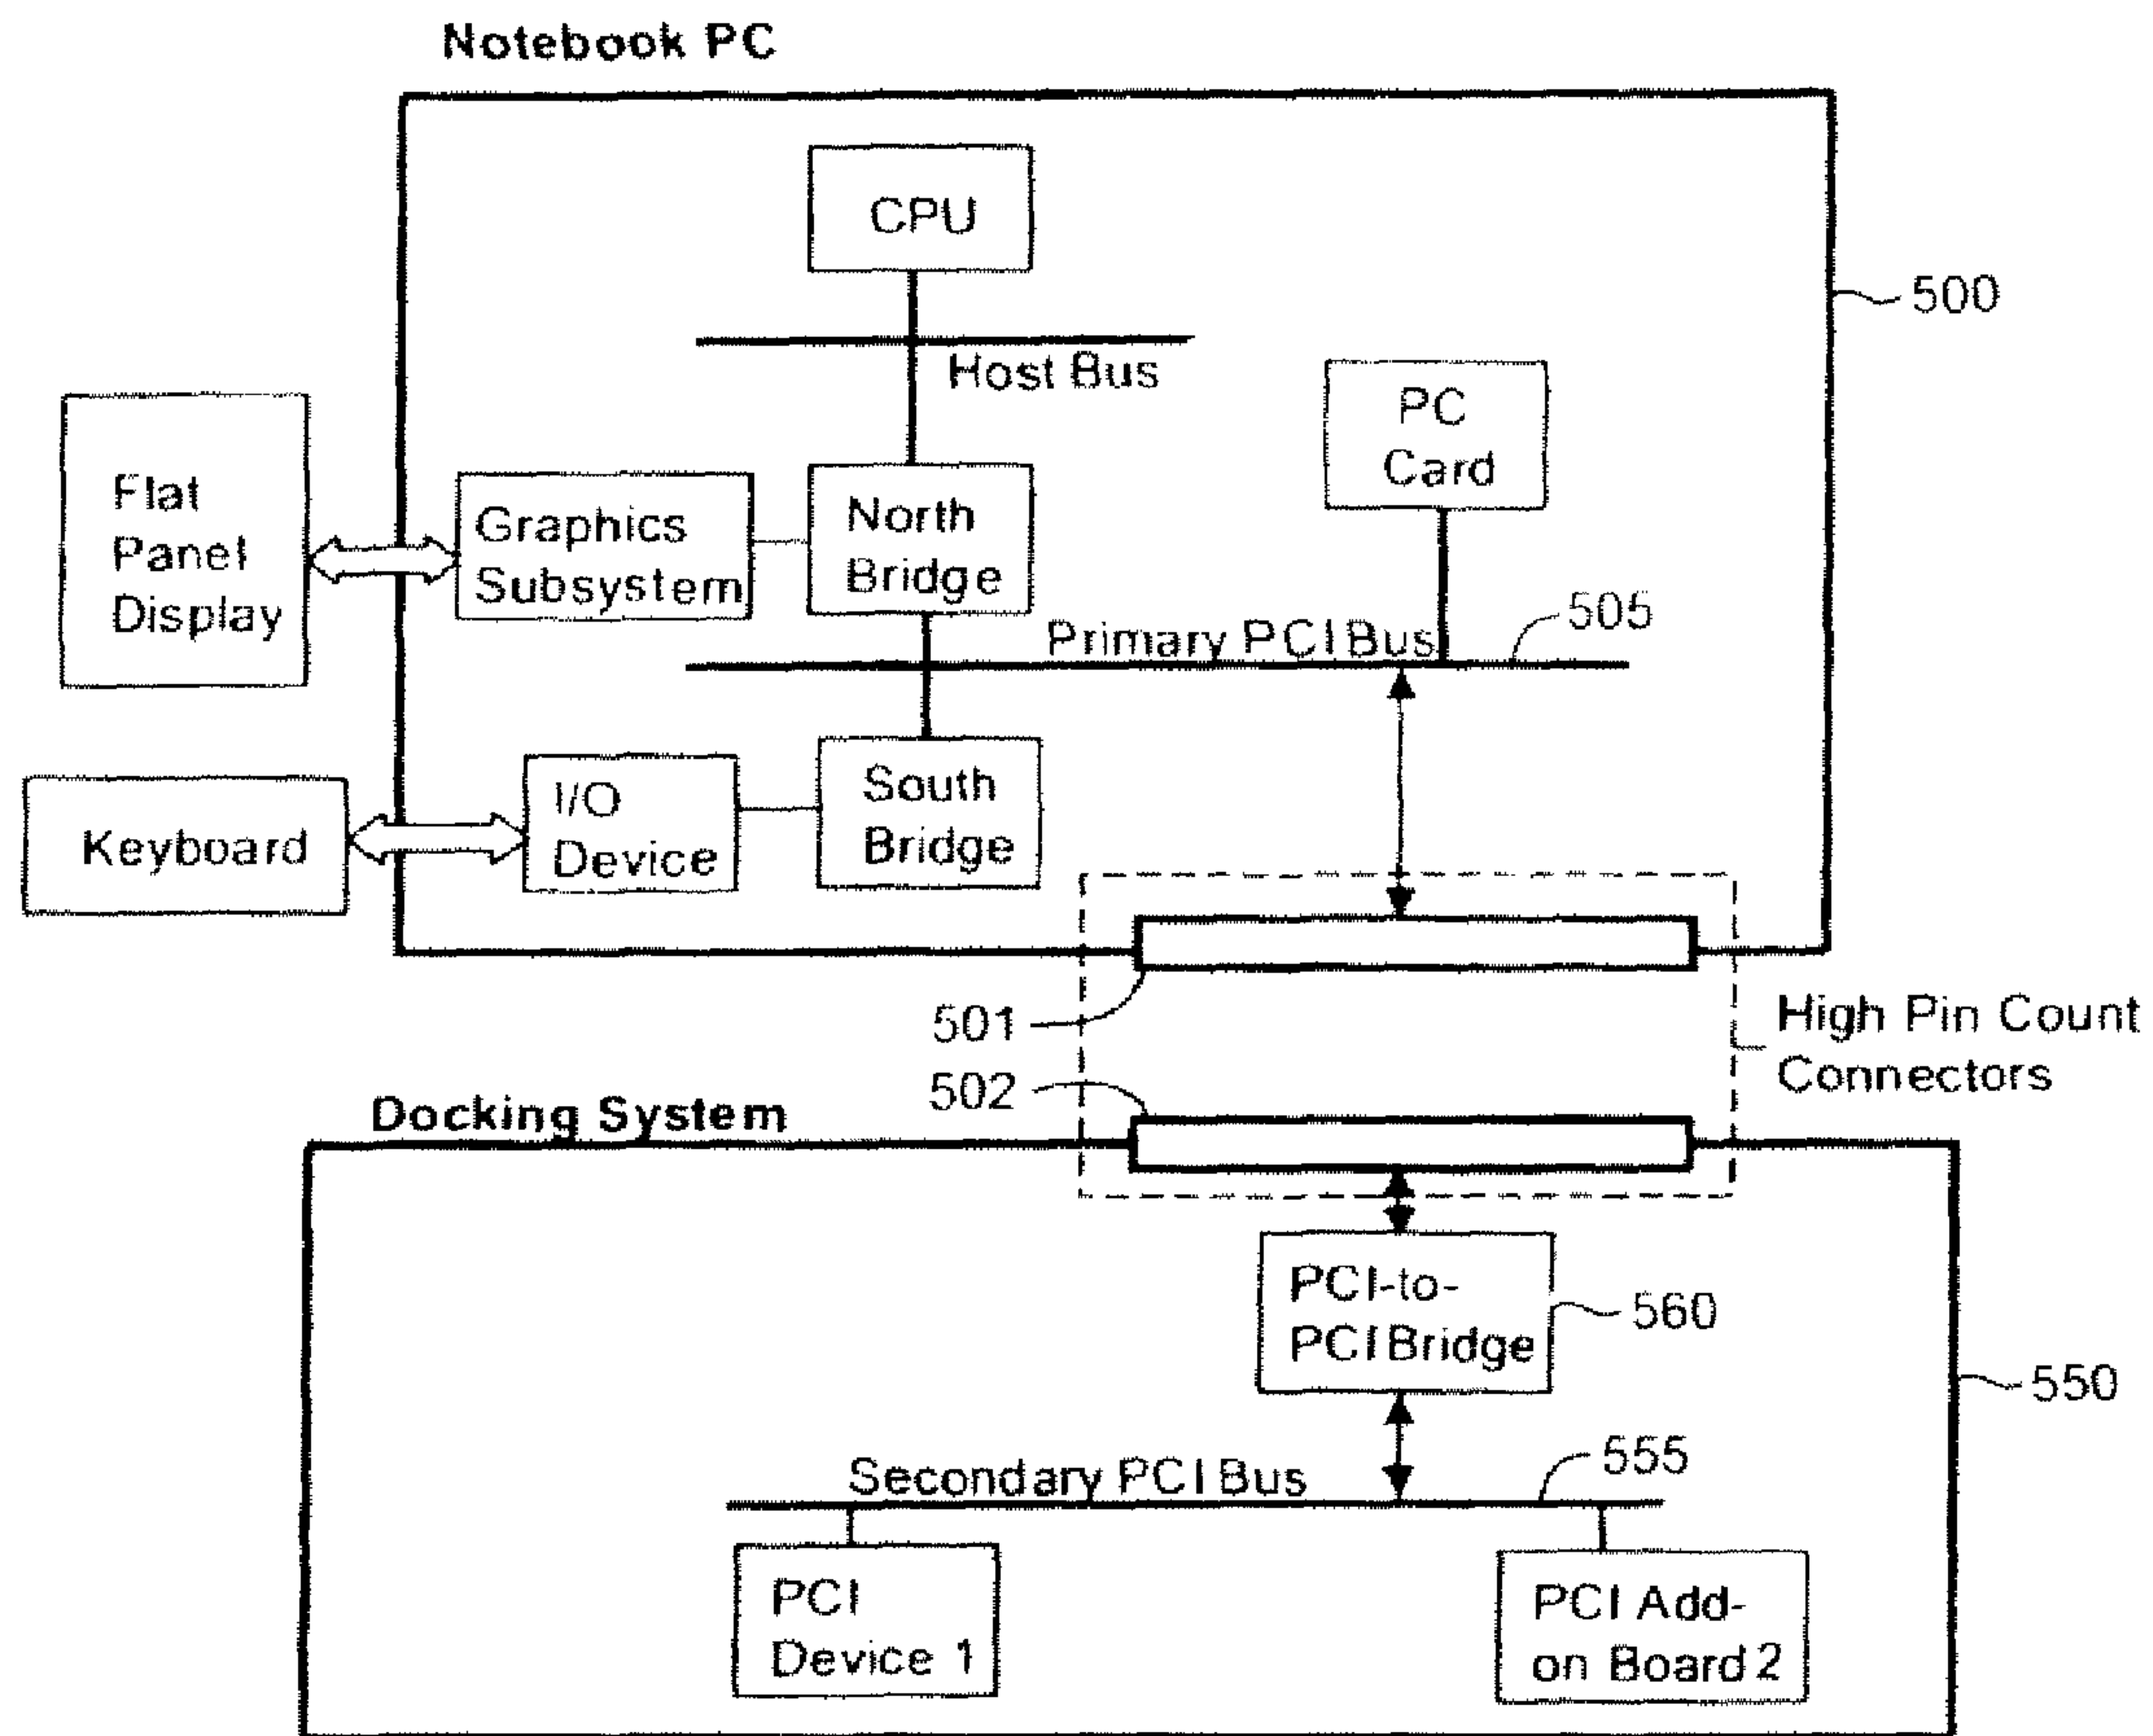 Notebook PC
CPU
500
Host Bus
PC
Card
Flat
Panel
Display
Graphics
Subsystem
North
Bridge
Primary PCI Bus
505
Keyboard
I/O
Device
South
Bridge
501
High Pin Count
Connectors
502
Docking System
PCI-to-
PCI Bridge
560
550
Secondary PCI Bus
555
PCI
Device 1
PCI Add-
on Board 2